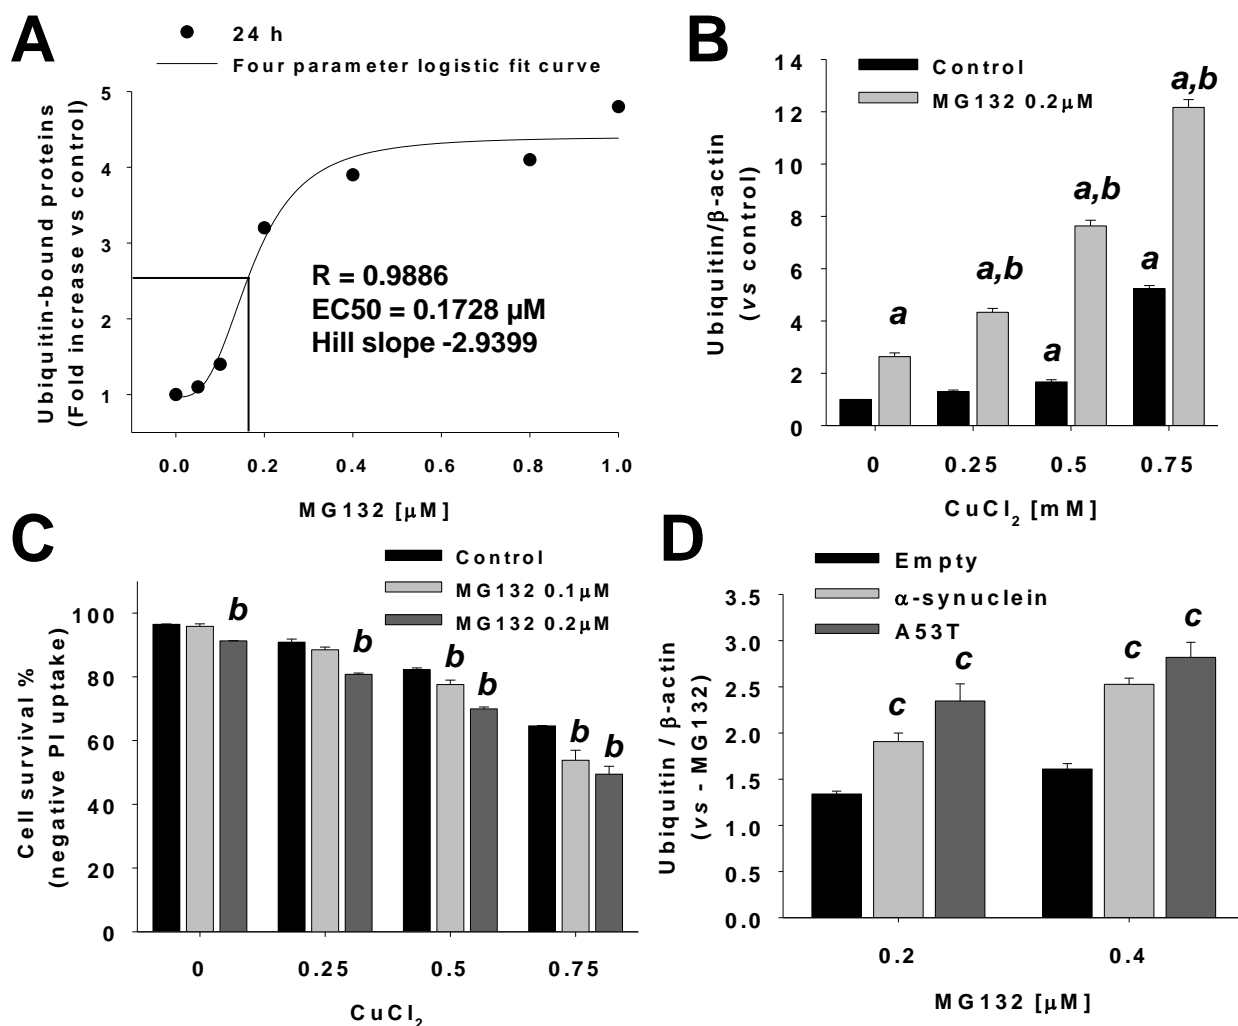 A
24 h
Four parameter logistic fit curve
Ubiquitin-bound proteins
(Fold increase vs control)
5
4
3
2
1
R = 0.9886
EC50 = 0.1728 µM
Hill slope -2.9399
0.0 0.2 0.4 0.6 0.8 1.0
MG132 [µM]
B
Control
MG132 0.2µM
Ubiquitin/β-actin
(vs control)
14
12
10
8
6
4
2
0
a
a,b
a
a,b
a
a,b
0 0.25 0.5 0.75
CuCl₂ [mM]
C
Control
MG132 0.1µM
MG132 0.2µM
Cell survival %
(negative PI uptake)
100
80
60
40
20
0
b
b
b
b
b
b
0 0.25 0.5 0.75
CuCl₂
D
Empty
α-synuclein
A53T
Ubiquitin / β-actin
(vs - MG132)
3.5
3.0
2.5
2.0
1.5
1.0
0.5
0.0
c
c
c
c
0.2 0.4
MG132 [µM]